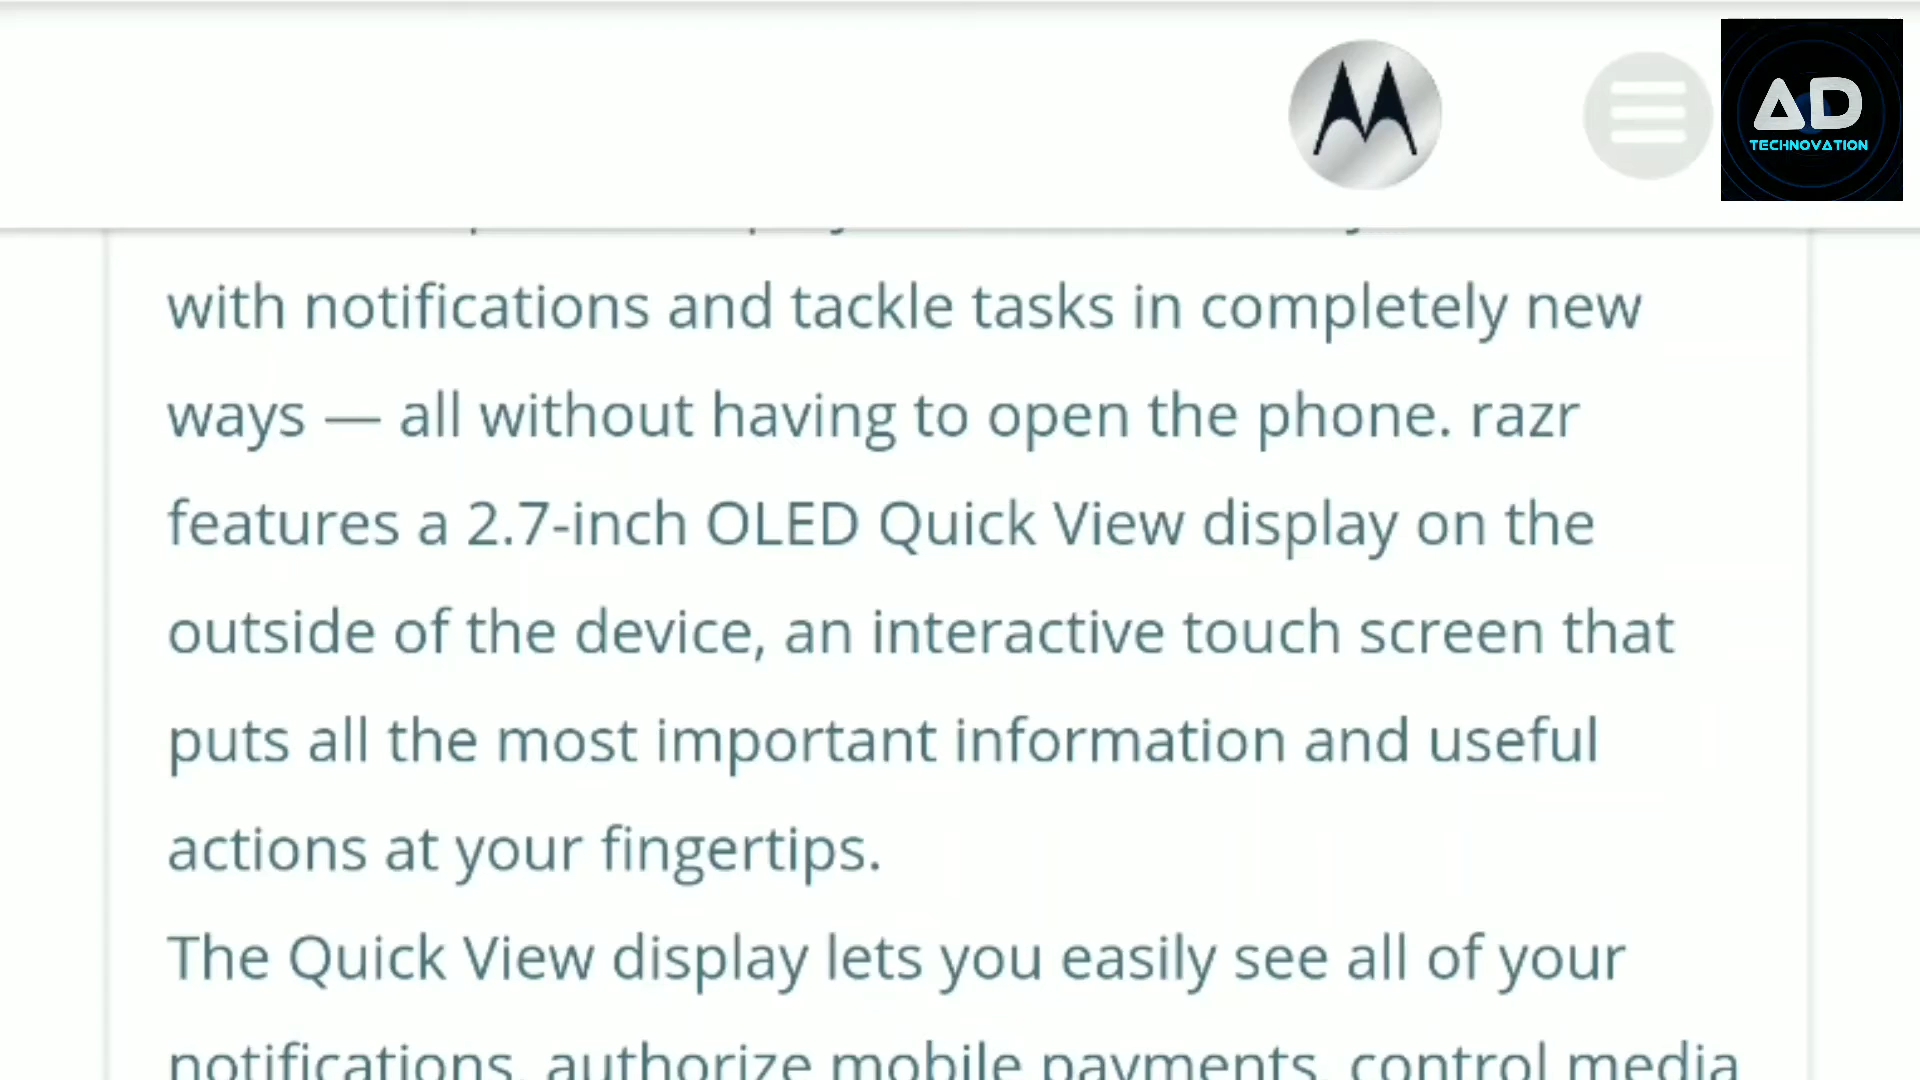 AD
TECHNOVATION
with notifications and tackle tasks in completely new
ways — all without having to open the phone. razr
features a 2.7-inch OLED Quick View display on the
outside of the device, an interactive touch screen that
puts all the most important information and useful
actions at your fingertips.
The Quick View display lets you easily see all of your
notifications, authorize mobile payments, control media